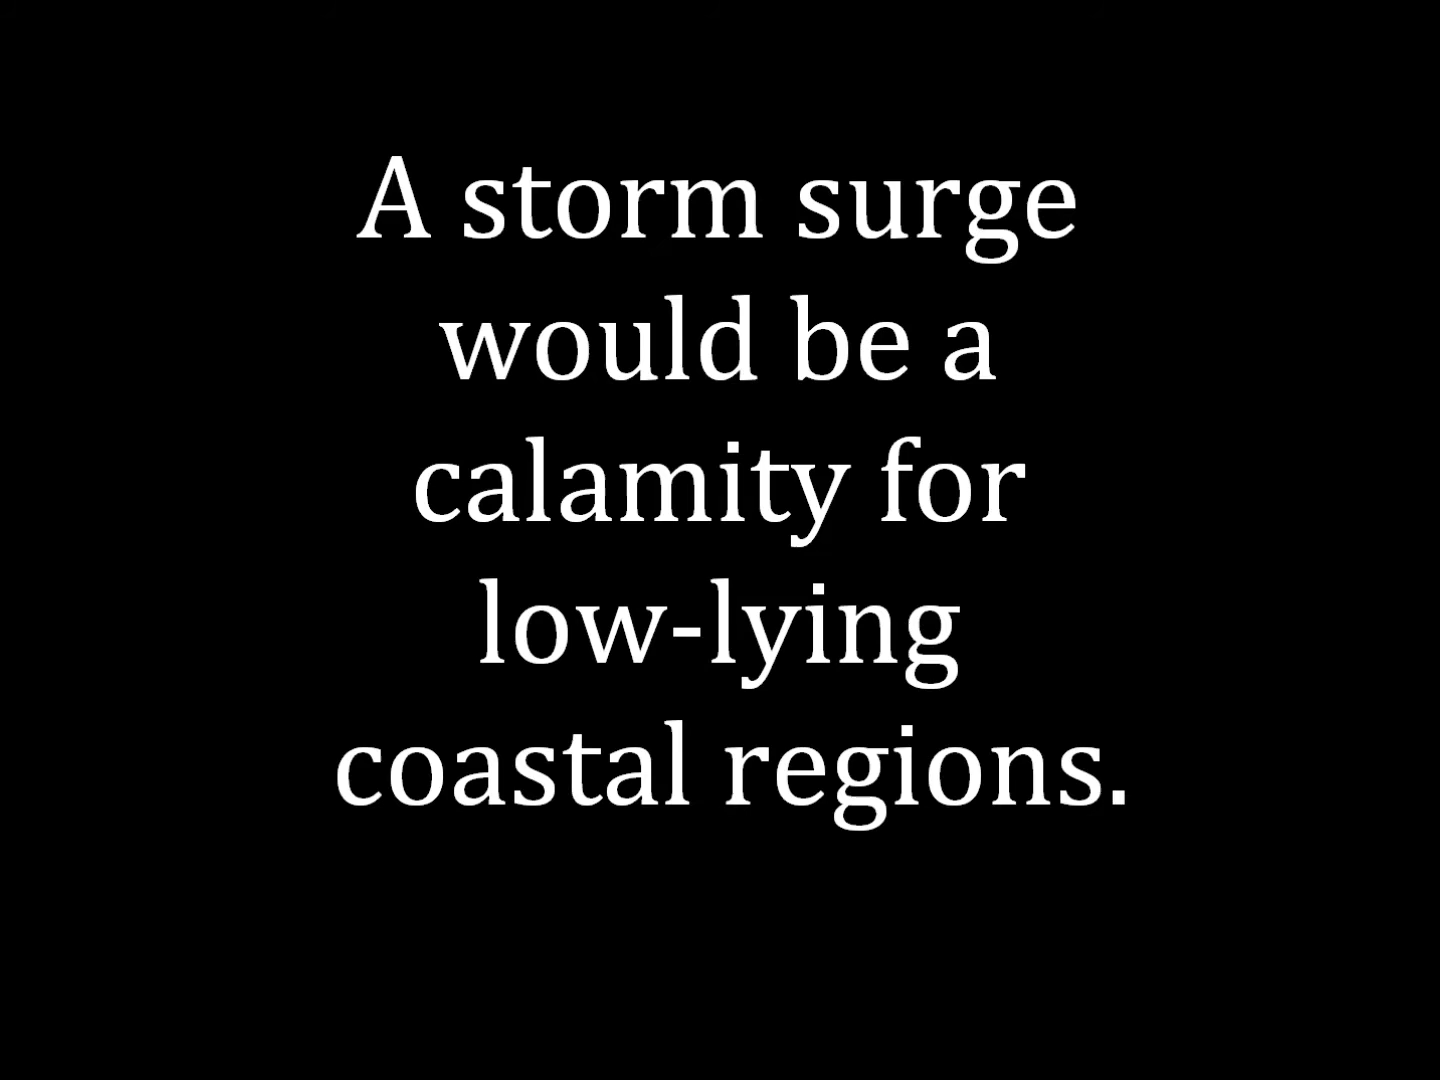 A storm surge
would be a
calamity for
low-lying
coastal regions.